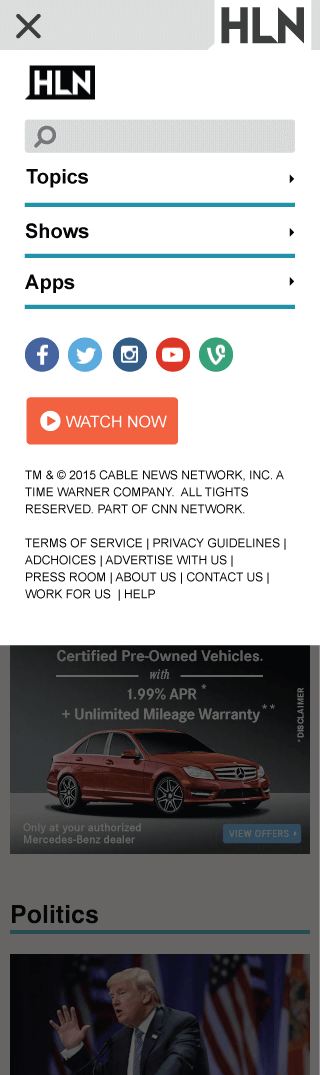 HLN
HLN
Topics
Shows
Apps
WATCH NOW
TM & © 2015 CABLE NEWS NETWORK, INC. A
TIME WARNER COMPANY. ALL TIGHTS
RESERVED. PART OF CNN NETWORK.
TERMS OF SERVICE | PRIVACY GUIDELINES |
ADCHOICES | ADVERTISE WITH US |
PRESS ROOM | ABOUT US | CONTACT US |
WORK FOR US | HELP
Certified Pre-Owned Vehicles.
with
1.99% APR *
+ Unlimited Mileage Warranty**
*DISCLAIMER
Only at your authorized
Mercedes-Benz dealer
VIEW OFFERS
Politics